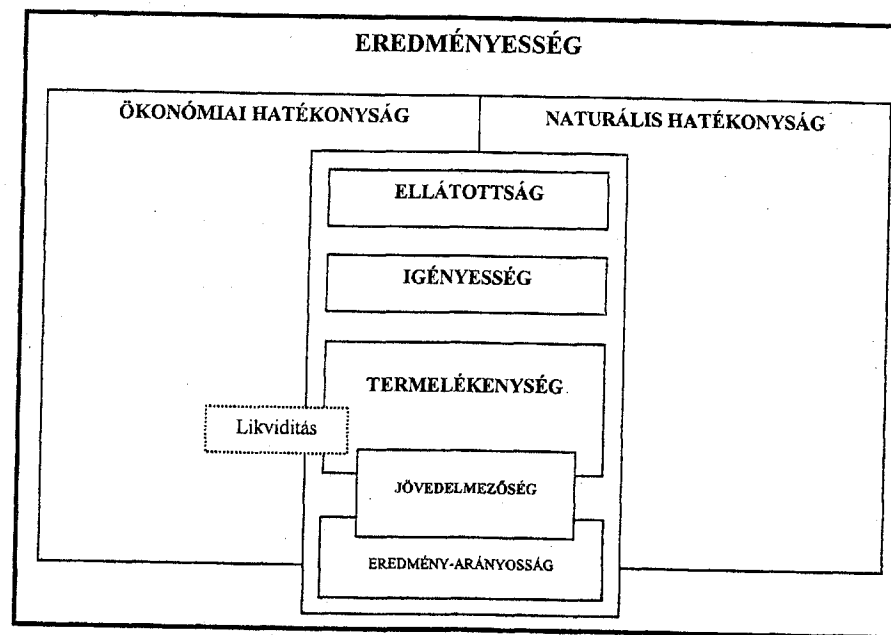 EREDMÉNYESSÉG
ÖKONÓMIAI HATÉKONYSÁG
NATURÁLIS HATÉKONYSÁG
ELLÁTOTTSÁG
IGÉNYESSÉG
TERMELÉKENYSÉG
Likviditás
JÖVEDELMEZŐSÉG
EREDMÉNY-ARÁNYOSSÁG